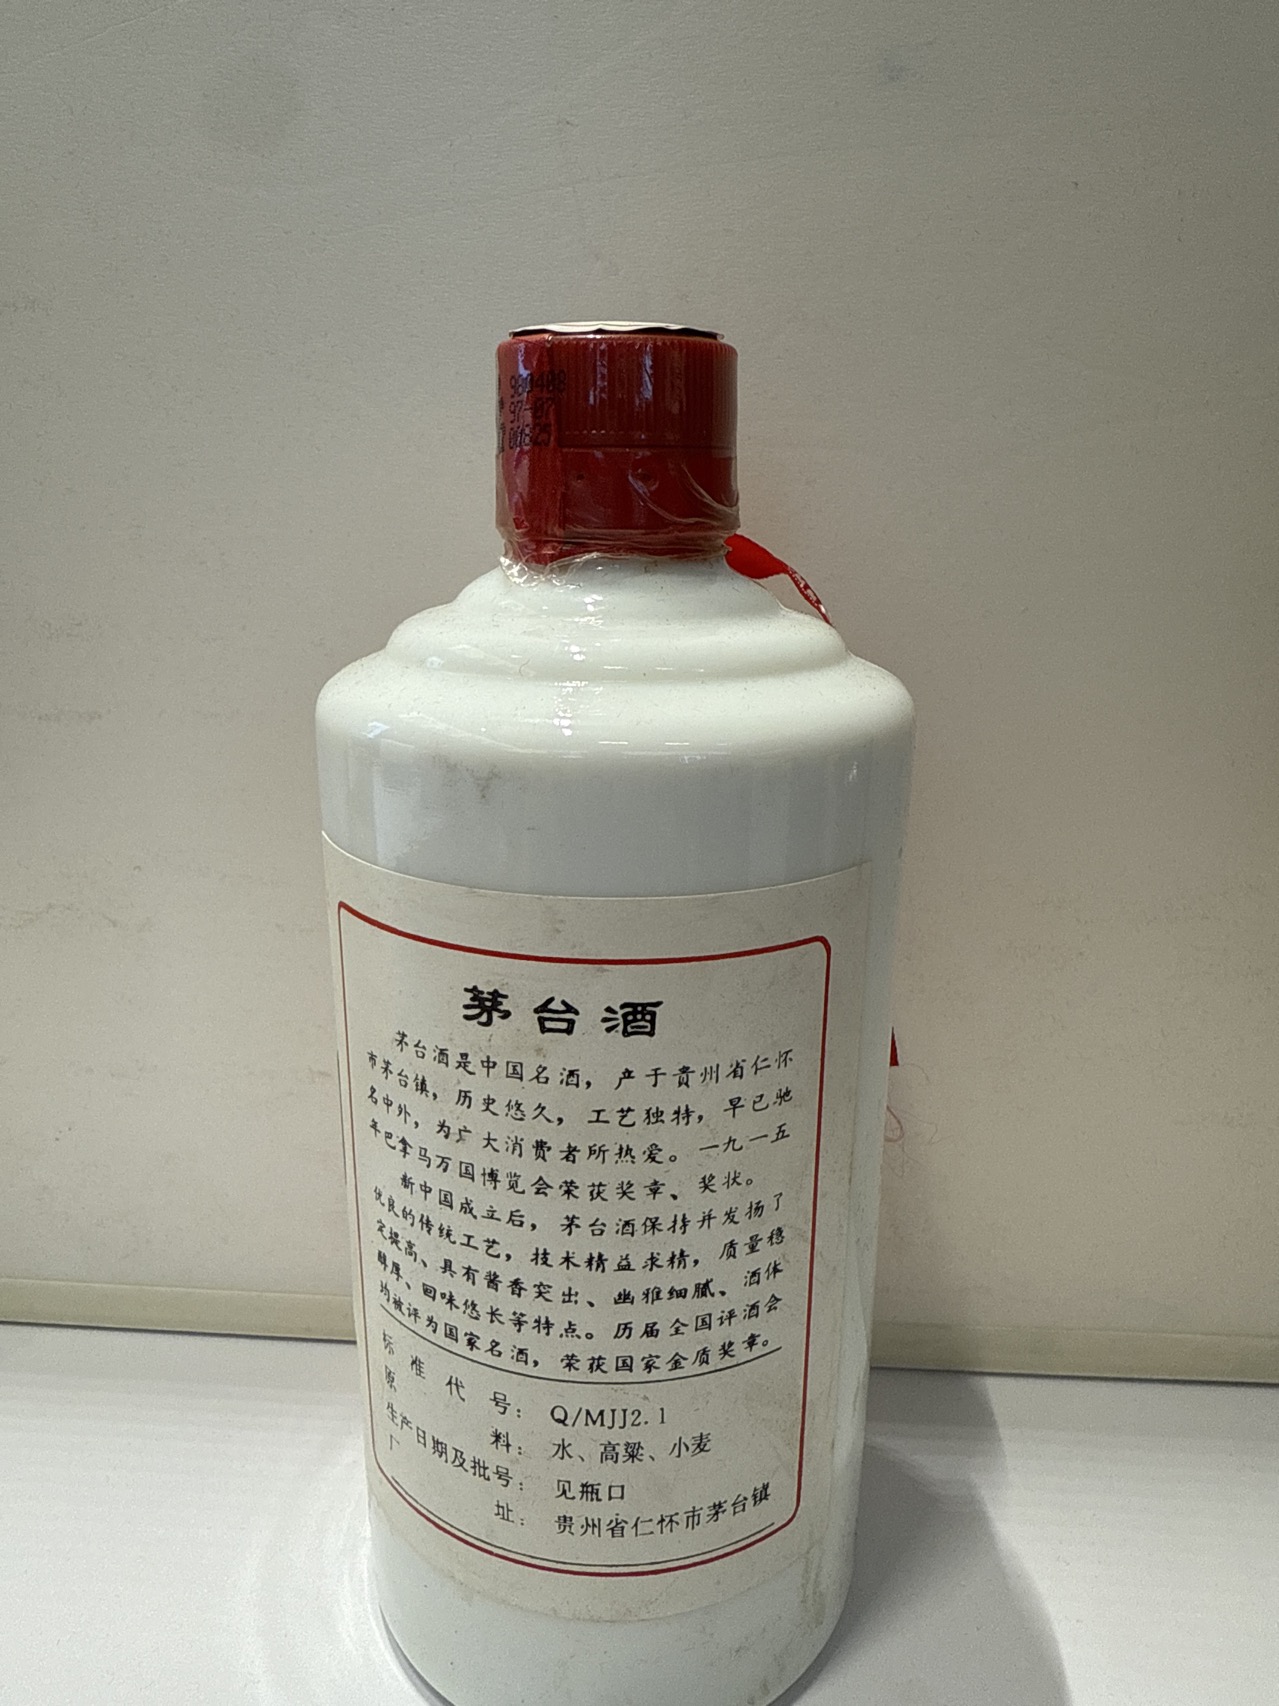 980408
97-07
茅台酒
茅台酒是中国名酒，产于贵州省仁怀
市茅台镇，历史悠久，工艺独特，早已驰
名中外，为广大消费者所热爱。一九一五
年巴拿马万国博览会荣获奖章、奖状。
新中国成立后，茅台酒保持并发扬了
优良的传统工艺，技术精益求精，质量稳
定提高、具有酱香突出、幽雅细腻、酒体
醇厚、回味悠长等特点。历届全国评酒会
均被评为国家名酒，荣获国家金质奖章。
标准代号：Q/MJJ2.1
原料：水、高粱、小麦
生产日期及批号：见瓶口
厂址：贵州省仁怀市茅台镇